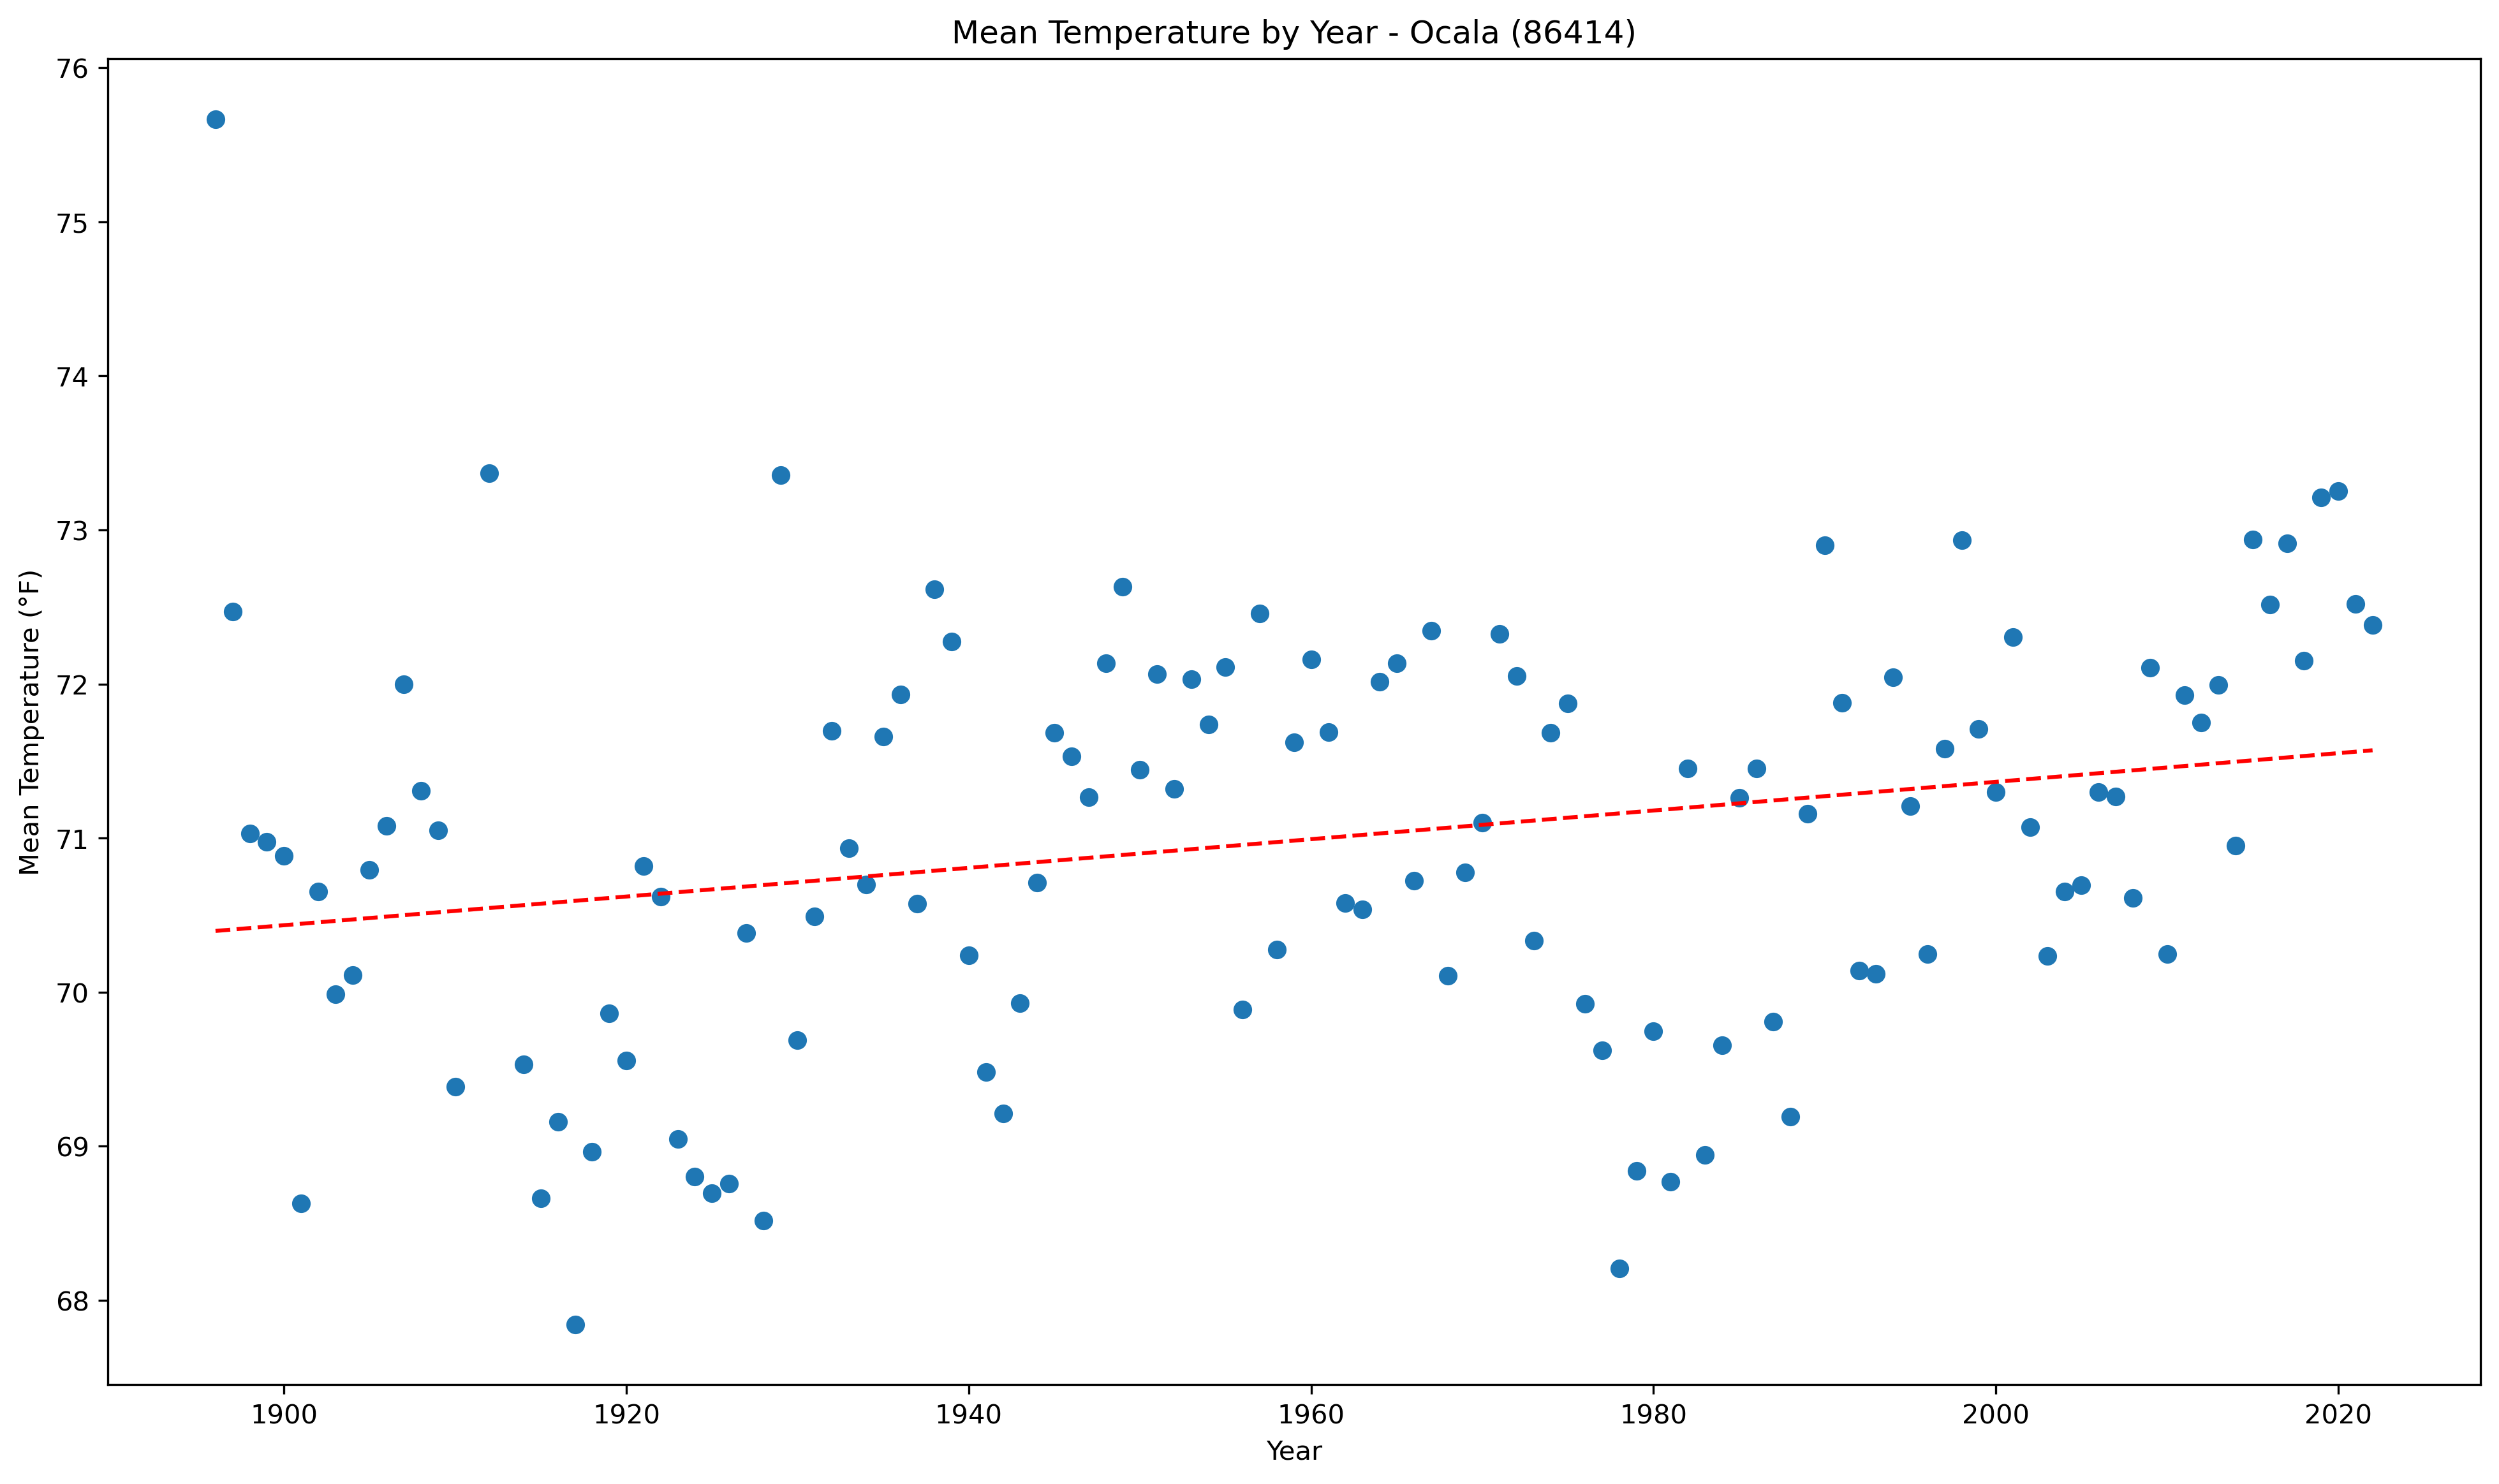 Mean Temperature by Year - Ocala (86414)
Mean Temperature (°F)
76
75
74
73
72
71
70
69
68
1900 1920 1940 1960 1980 2000 2020
Year